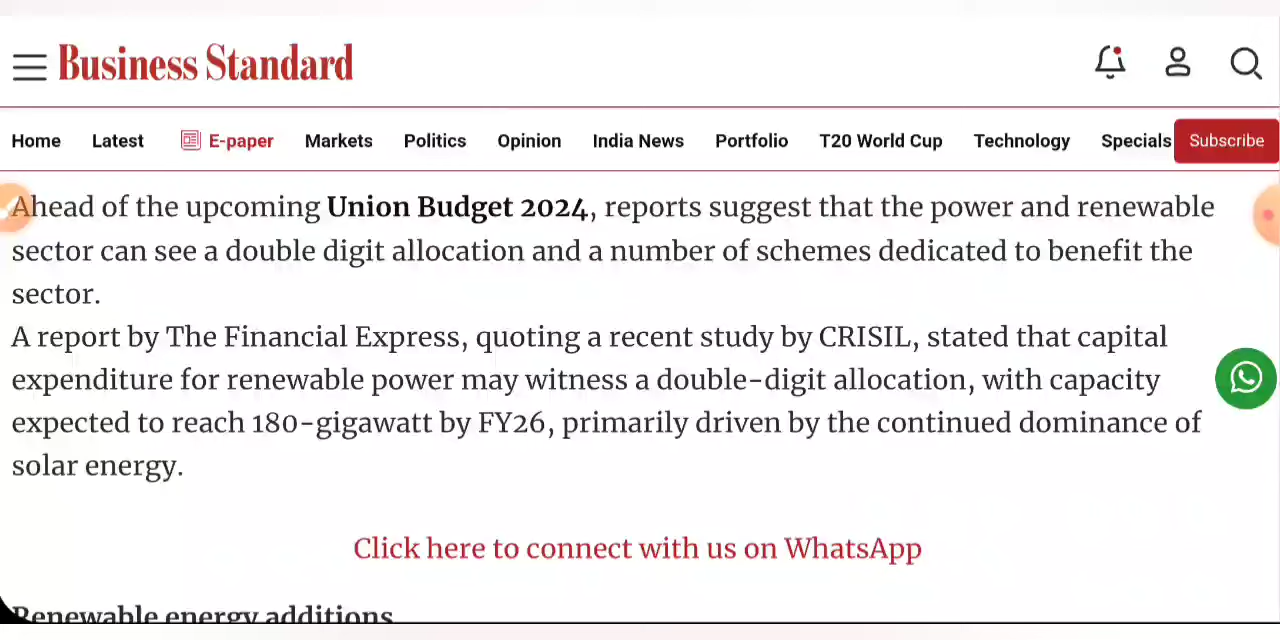 Business Standard
Home Latest E-paper Markets Politics Opinion India News Portfolio T20 World Cup Technology Specials Subscribe
Ahead of the upcoming Union Budget 2024, reports suggest that the power and renewable
sector can see a double digit allocation and a number of schemes dedicated to benefit the
sector.
A report by The Financial Express, quoting a recent study by CRISIL, stated that capital
expenditure for renewable power may witness a double-digit allocation, with capacity
expected to reach 180-gigawatt by FY26, primarily driven by the continued dominance of
solar energy.
Click here to connect with us on WhatsApp
Renewable energy additions